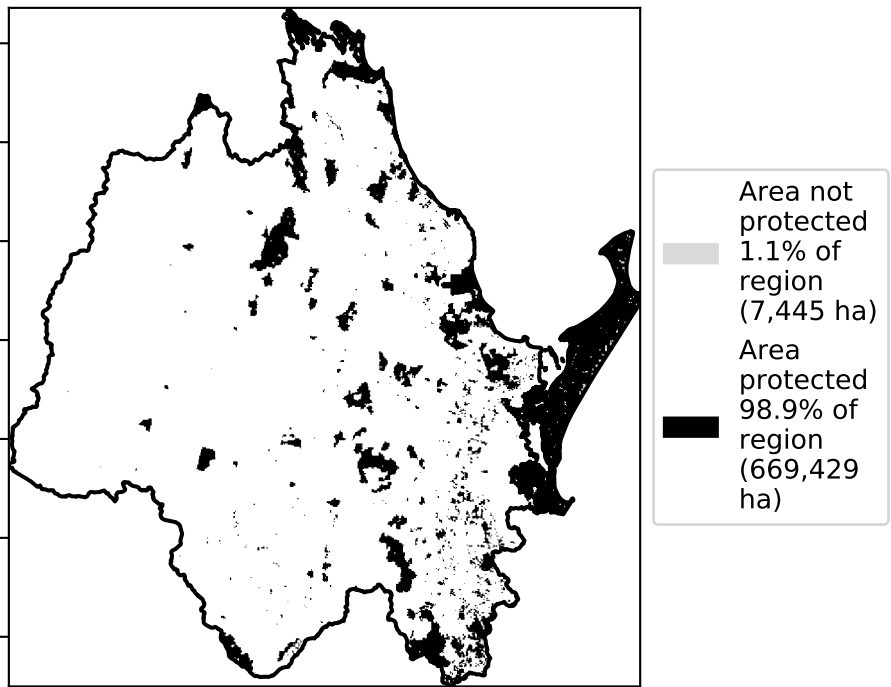 Area not
protected
1.1% of
region
(7,445 ha)
Area
protected
98.9% of
region
(669,429
ha)